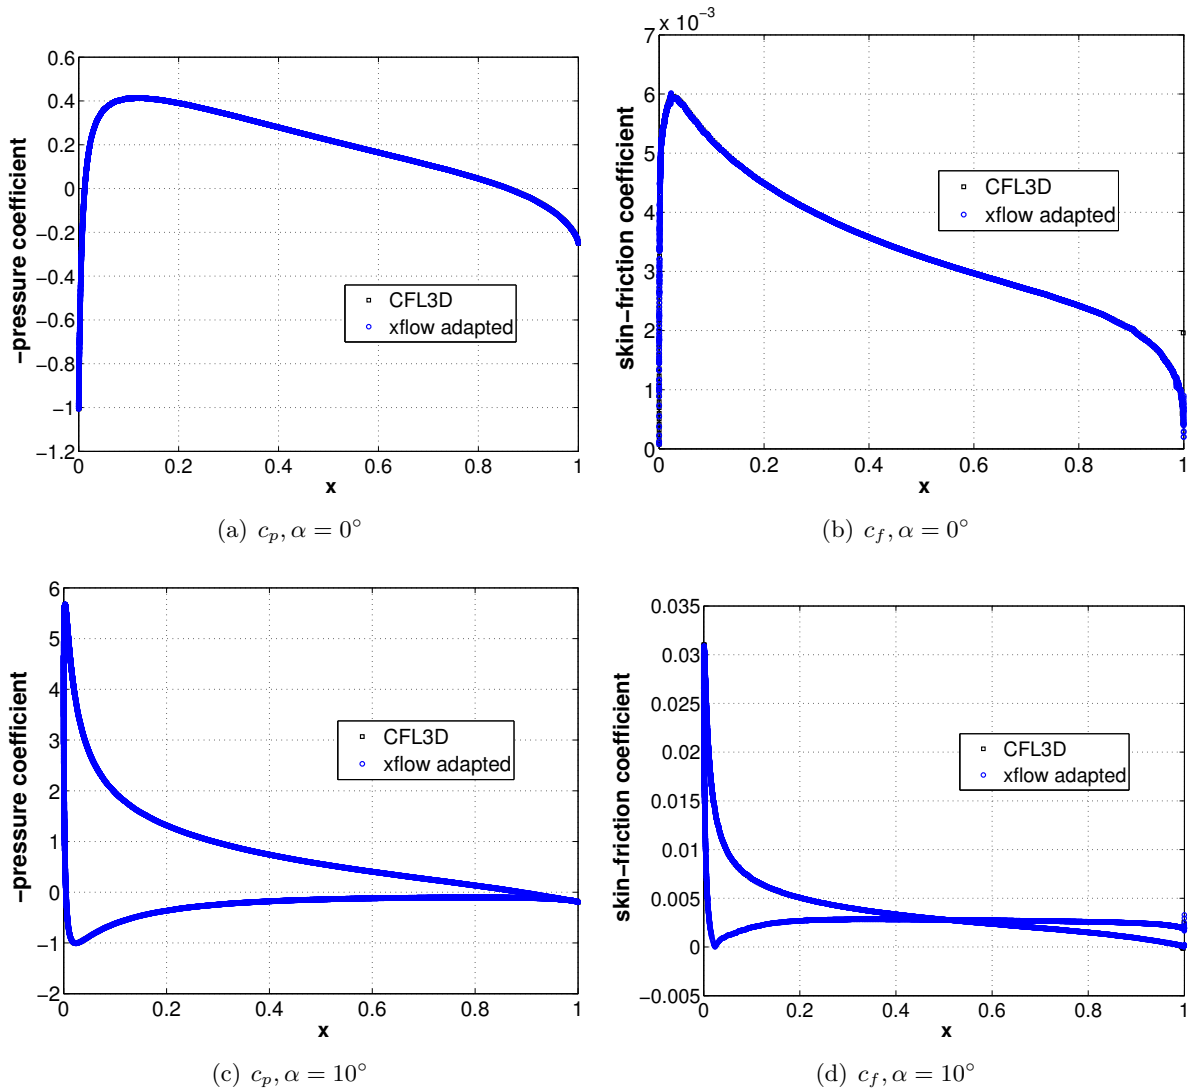 0.6
0.4
0.2
0
−0.2
−0.4
−0.6
−0.8
−1
−1.2
−pressure coefficient
CFL3D
xflow adapted
0 0.2 0.4 0.6 0.8 1
x
(a) c_p, α = 0°
x 10⁻³
7
6
5
4
3
2
1
0
skin−friction coefficient
CFL3D
xflow adapted
0 0.2 0.4 0.6 0.8 1
x
(b) c_f, α = 0°
6
5
4
3
2
1
0
−1
−2
−pressure coefficient
CFL3D
xflow adapted
0 0.2 0.4 0.6 0.8 1
x
(c) c_p, α = 10°
0.035
0.03
0.025
0.02
0.015
0.01
0.005
0
−0.005
skin−friction coefficient
CFL3D
xflow adapted
0 0.2 0.4 0.6 0.8 1
x
(d) c_f, α = 10°